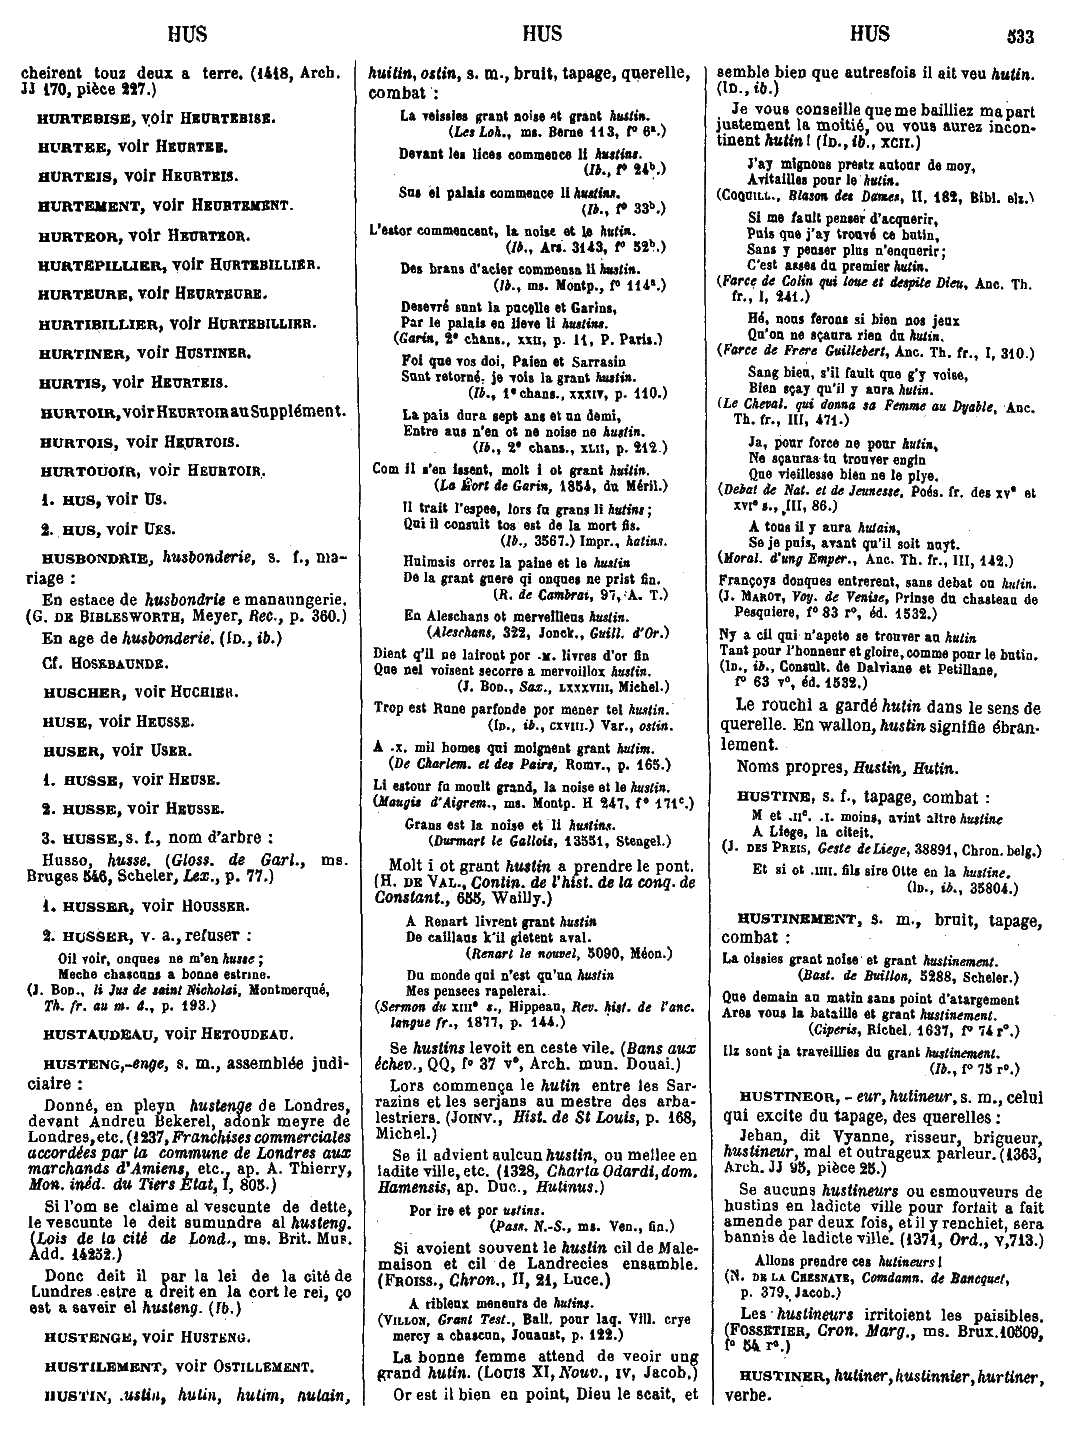 HUS
HUS
HUS
533
cheirent touz deux a terre. (1418, Arch.
JJ 170, pièce 227.)
HURTEBISE, voir HEURTEBISE.
HURTEE, voir HEURTEE.
HURTEIS, voir HEURTEIS.
HURTEMENT, voir HEURTEMENT.
HURTEOR, voir HEURTEOR.
HURTEPILLIER, voir HURTEBILLIER.
HURTEURE, voir HEURTEURE.
HURTIBILLIER, voir HURTEBILLIER.
HURTINER, voir HUSTINER.
HURTIS, voir HEURTEIS.
HURTOIR, voir HEURTOIR au Supplément.
HURTOIS, voir HEURTOIS.
HURTOUOIR, voir HEURTOIR.
1. HUS, voir US.
2. HUS, voir UES.
HUSBONDRIE, husbonderie, s. f., ma-
riage :
En estace de husbondrie e manaungerie.
(G. DE BIBLESWORTH, Meyer, Rec., p. 360.)
En age de husbonderie. (ID., ib.)
Cf. HOSEBAUNDE.
HUSCHER, voir HUCHIER.
HUSE, voir HEUSSE.
HUSER, voir USER.
1. HUSSE, voir HEUSE.
2. HUSSE, voir HEUSSE.
3. HUSSE, s. f., nom d'arbre :
Husso, husse. (Gloss. de Garl., ms.
Bruges 546, Scheler, Lex., p. 77.)
1. HUSSER, voir HOUSSER.
2. HUSSER, v. a., refuser :
Oil voir, onques ne m'en husse ;
Meche chascuns a bonne estrine.
(J. BOD., li Jus de saint Nicholai, Montmerqué,
Th. fr. au m. â., p. 193.)
HUSTAUDEAU, voir HETOUDEAU.
HUSTENG, -enge, s. m., assemblée judi-
ciaire :
Donné, en pleyn hustenge de Londres,
devant Andreu Bekerel, adonk meyre de
Londres, etc. (1237, Franchises commerciales
accordées par la commune de Londres aux
marchands d'Amiens, etc., ap. A. Thierry,
Mon. inéd. du Tiers État, I, 805.)
Si l'om se claime al vescunte de dette,
le vescunte le deit sumundre al husteng.
(Lois de la cité de Lond., ms. Brit. Mus.
Add. 14252.)
Donc deit il par la lei de la cité de
Lundres estre a dreit en la cort le rei, ço
est a saveir el husteng. (Ib.)
HUSTENGE, voir HUSTENG.
HUSTILEMENT, voir OSTILLEMENT.
HUSTIN, .ustin, hutin, hutim, hutain,
huitin, ostin, s. m., bruit, tapage, querelle,
combat :
La veissies grant noise et grant hustin.
(Les Loh., ms. Berne 113, f° 6ª.)
Devant les lices commence li hustins.
(Ib., f° 24ᵇ.)
Sus el palais commence li hustins.
(Ib., f° 33ᵇ.)
L'estor commencent, la noise et le hutin.
(Ib., Ars. 3143, f° 52ᵇ.)
Des brans d'acier commensa li hustin.
(Ib., ms. Montp., f° 114ª.)
Desevré sunt la pucelle et Garins,
Par le palais en lieve li hustins.
(Garin, 2° chans., XXII, p. 11, P. Paris.)
Foi que vos doi, Paien et Sarrasin
Sunt retorné; je vois la grant hustin.
(Ib., 1ᵉ chans., XXXIV, p. 110.)
La pais dura sept ans et un demi,
Entre aus n'en ot ne noise ne hustin.
(Ib., 2ᵉ chans., XLII, p. 212.)
Com il s'en issent, molt i ot grant huitin.
(La Mort de Garin, 1854, du Méril.)
Il trait l'espee, lors fu grans li hutins ;
Qui il consuit tos est de la mort fis.
(Ib., 3567.) Impr., hatins.
Huimais orrez la paine et le hustin
De la grant guere qi onques ne prist fin.
(R. de Cambrai, 97, A. T.)
En Aleschans ot merveilleus hustin.
(Aleschans, 322, Jonck., Guill. d'Or.)
Dient q'il ne lairont por .M. livres d'or fin
Que nel voisent secorre a mervoillox hustin.
(J. BOD., Sax., LXXXVIII, Michel.)
Trop est Rune parfonde por mener tel hustin.
(ID., ib., CXVIII.) Var., ostin.
A .X. mil homes qui moignent grant hutim.
(De Charlem. et des Pairs, ROMV., p. 165.)
Li estour fu moult grand, la noise et le hustin.
(Maugis d'Aigrem., ms. Montp. H 247, f° 171ᶜ.)
Grans est la noise et li hustins.
(Durmart le Gallois, 13551, Stengel.)
Molt i ot grant hustin a prendre le pont.
(H. DE VAL., Contin. de l'hist. de la conq. de
Constant., 655, Wailly.)
A Renart livrent grant hustin
De caillaus k'il gietent aval.
(Renart le nouvel, 5090, Méon.)
Du monde qui n'est qu'un hustin
Mes pensees rapelerai.
(Sermon du XIIIᵉ s., Hippeau, Rev. hist. de l'anc.
langue fr., 1877, p. 144.)
Se hustins levoit en ceste vile. (Bans aux
échev., QQ, f° 37 v°, Arch. mun. Douai.)
Lors commença le hutin entre les Sar-
razins et les serjans au mestre des arba-
lestriers. (JOINV., Hist. de St Louis, p. 168,
Michel.)
Se il advient aulcun hustin, ou mellee en
ladite ville, etc. (1328, Charta Odardi, dom.
Hamensis, ap. Duc., Hutinus.)
Por ire et por ustins.
(Pass. N.-S., ms. Ven., fin.)
Si avoient souvent le hustin cil de Male-
maison et cil de Landrecies ensamble.
(FROISS., Chron., II, 21, Luce.)
A ribleux meneurs de hutins.
(VILLON, Grant Test., Ball. pour laq. Vill. crye
mercy a chascun, Jouaust, p. 122.)
La bonne femme attend de veoir ung
grand hutin. (LOUIS XI, Nouv., IV, Jacob.)
Or est il bien en point, Dieu le scait, et
semble bien que autresfois il ait veu hutin.
(ID., ib.)
Je vous conseille que me bailliez ma part
justement la moitié, ou vous aurez incon-
tinent hutin ! (ID., ib., XCII.)
J'ay mignons prestz autour de moy,
Avitailles pour le hutin.
(COQUILL., Blason des Dames, II, 182, Bibl. elz.)
Si me fault penser d'acquerir,
Puis que j'ay trouvé ce butin,
Sans y penser plus n'enquerir ;
C'est asses du premier hutin.
(Farce de Colin qui loue et despite Dieu, Anc. Th.
fr., I, 241.)
Hé, nous ferons si bien nos jeux
Qu'on ne sçaura rien du hutin.
(Farce de Frere Guillebert, Anc. Th. fr., I, 310.)
Sang bieu, s'il fault que g'y voise,
Bien sçay qu'il y aura hutin.
(Le Cheval. qui donna sa Femme au Dyable, Anc.
Th. fr., III, 471.)
Ja, pour force ne pour hutin,
Ne sçauras tu trouver engin
Que vieillesse bien ne le plye.
(Debat de Nat. et de Jeunesse, Poés. fr. des XVᵉ et
XVIᵉ s., III, 86.)
A tous il y aura hutain,
Se je puis, avant qu'il soit nuyt.
(Moral. d'ung Emper., Anc. Th. fr., III, 142.)
Françoys donques entrerent, sans debat ou hutin.
(J. MAROT, Voy. de Venise, Prinse du chasteau de
Pesquiere, f° 83 r°, éd. 1532.)
Ny a cil qui n'apete se trouver au hutin
Tant pour l'honneur et gloire, comme pour le butin.
(ID., ib., Consult. de Dalviane et Petillane,
f° 63 v°, éd. 1532.)
Le rouchi a gardé hutin dans le sens de
querelle. En wallon, hustin signifie ébran-
lement.
Noms propres, Hustin, Hutin.
HUSTINE, s. f., tapage, combat :
M et .IIᶜ. .I. moins, avint altre hustine
A Liege, la citeit.
(J. DES PREIS, Geste de Liege, 38891, Chron. belg.)
Et si ot .IIII. fils sire Otte en la hustine.
(ID., ib., 35804.)
HUSTINEMENT, s. m., bruit, tapage,
combat :
La oissies grant noise et grant hustinement.
(Bast. de Buillon, 5288, Scheler.)
Que demain au matin sans point d'atargement
Ares vous la bataille et grant hustinement.
(Ciperis, Richel. 1637, f° 74 r°.)
Ilz sont ja traveillies du grant hustinement.
(Ib., f° 75 r°.)
HUSTINEOR, - eur, hutineur, s. m., celui
qui excite du tapage, des querelles :
Jehan, dit Vyanne, risseur, brigueur,
hustineur, mal et outrageux parleur. (1363,
Arch. JJ 95, pièce 25.)
Se aucuns hustineurs ou esmouveurs de
hustins en ladicte ville pour forfait a fait
amende par deux fois, et il y renchiet, sera
bannis de ladicte ville. (1371, Ord., V, 713.)
Allons prendre ces hutineurs !
(N. DE LA CHESNAYE, Comdamn. de Bancquet,
p. 379, Jacob.)
Les hustineurs irritoient les paisibles.
(FOSSETIER, Cron. Marg., ms. Brux. 10509,
f° 54 r°.)
HUSTINER, hutiner, hustinnier, hurtiner,
verbe.